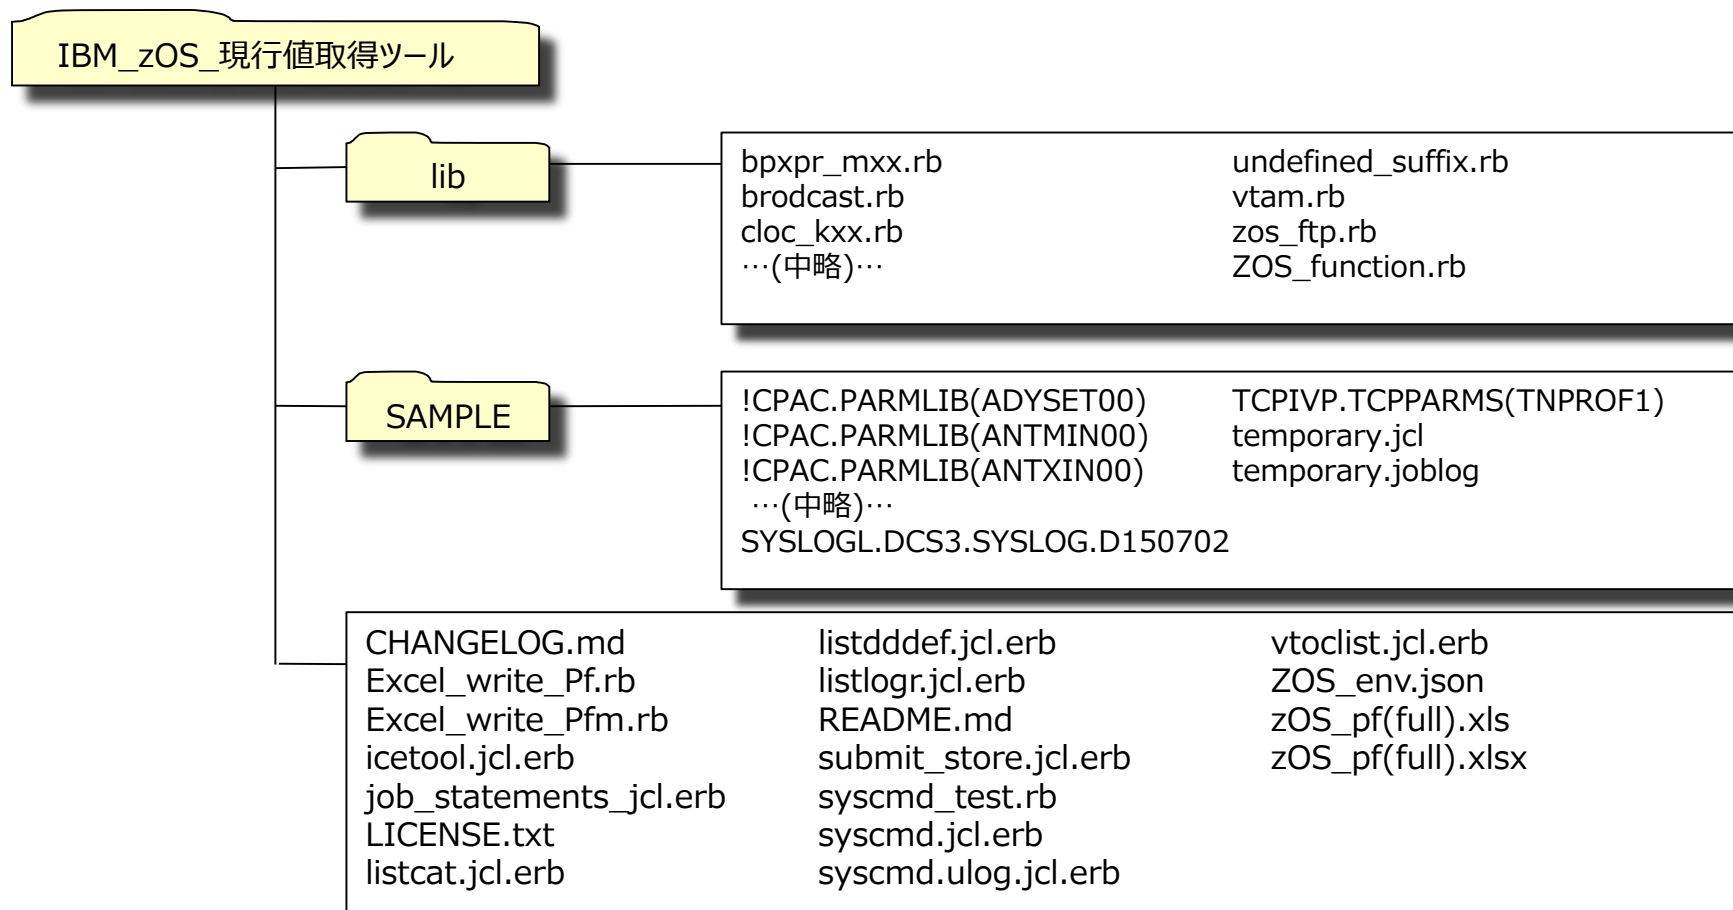 IBM_zOS_現行値取得ツール
lib
bpxpr_mxx.rb
brodcast.rb
cloc_kxx.rb
…(中略)…
undefined_suffix.rb
vtam.rb
zos_ftp.rb
ZOS_function.rb
SAMPLE
!CPAC.PARMLIB(ADYSET00)
!CPAC.PARMLIB(ANTMIN00)
!CPAC.PARMLIB(ANTXIN00)
…(中略)…
SYSLOGL.DCS3.SYSLOG.D150702
TCPIVP.TCPPARMS(TNPROF1)
temporary.jcl
temporary.joblog
CHANGELOG.md
Excel_write_Pf.rb
Excel_write_Pfm.rb
icetool.jcl.erb
job_statements_jcl.erb
LICENSE.txt
listcat.jcl.erb
listdddef.jcl.erb
listlogr.jcl.erb
README.md
submit_store.jcl.erb
syscmd_test.rb
syscmd.jcl.erb
syscmd.ulog.jcl.erb
vtoclist.jcl.erb
ZOS_env.json
zOS_pf(full).xls
zOS_pf(full).xlsx